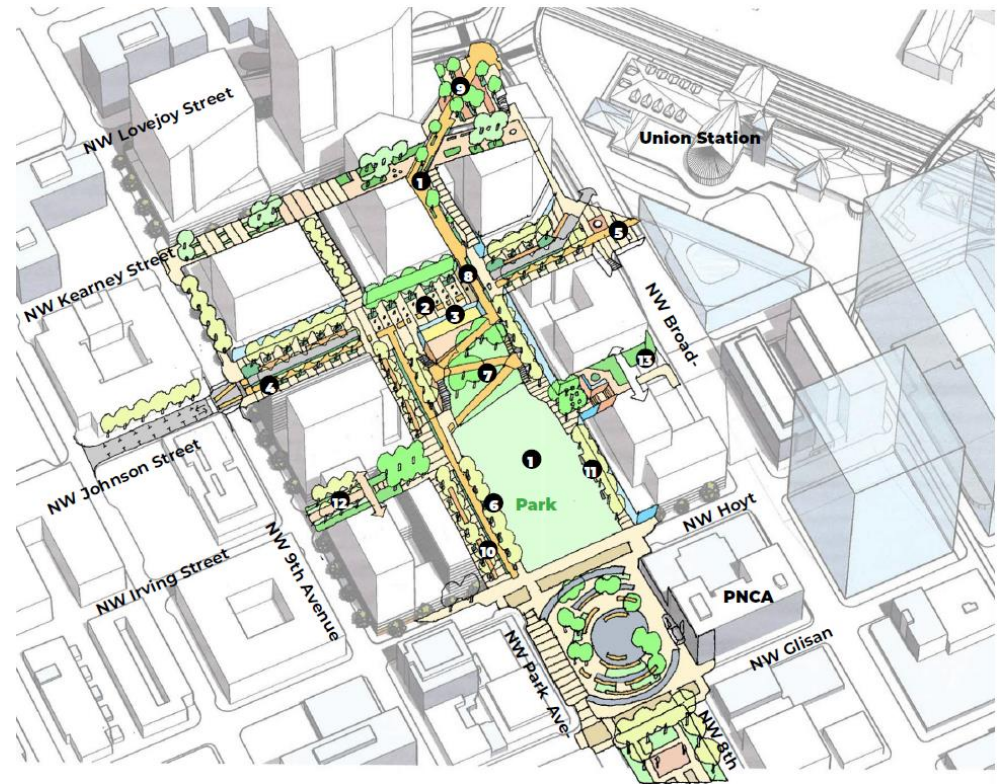 9
NW Lovejoy Street
Union Station
1
5
NW Kearney Street
8
2
3
NW Broad-
13
7
4
NW Johnson Street
1
11
12
Park
6
NW Hoyt
NW 9th Avenue
10
NW Irving Street
PNCA
NW Glisan
NW Park Ave.
NW 8th